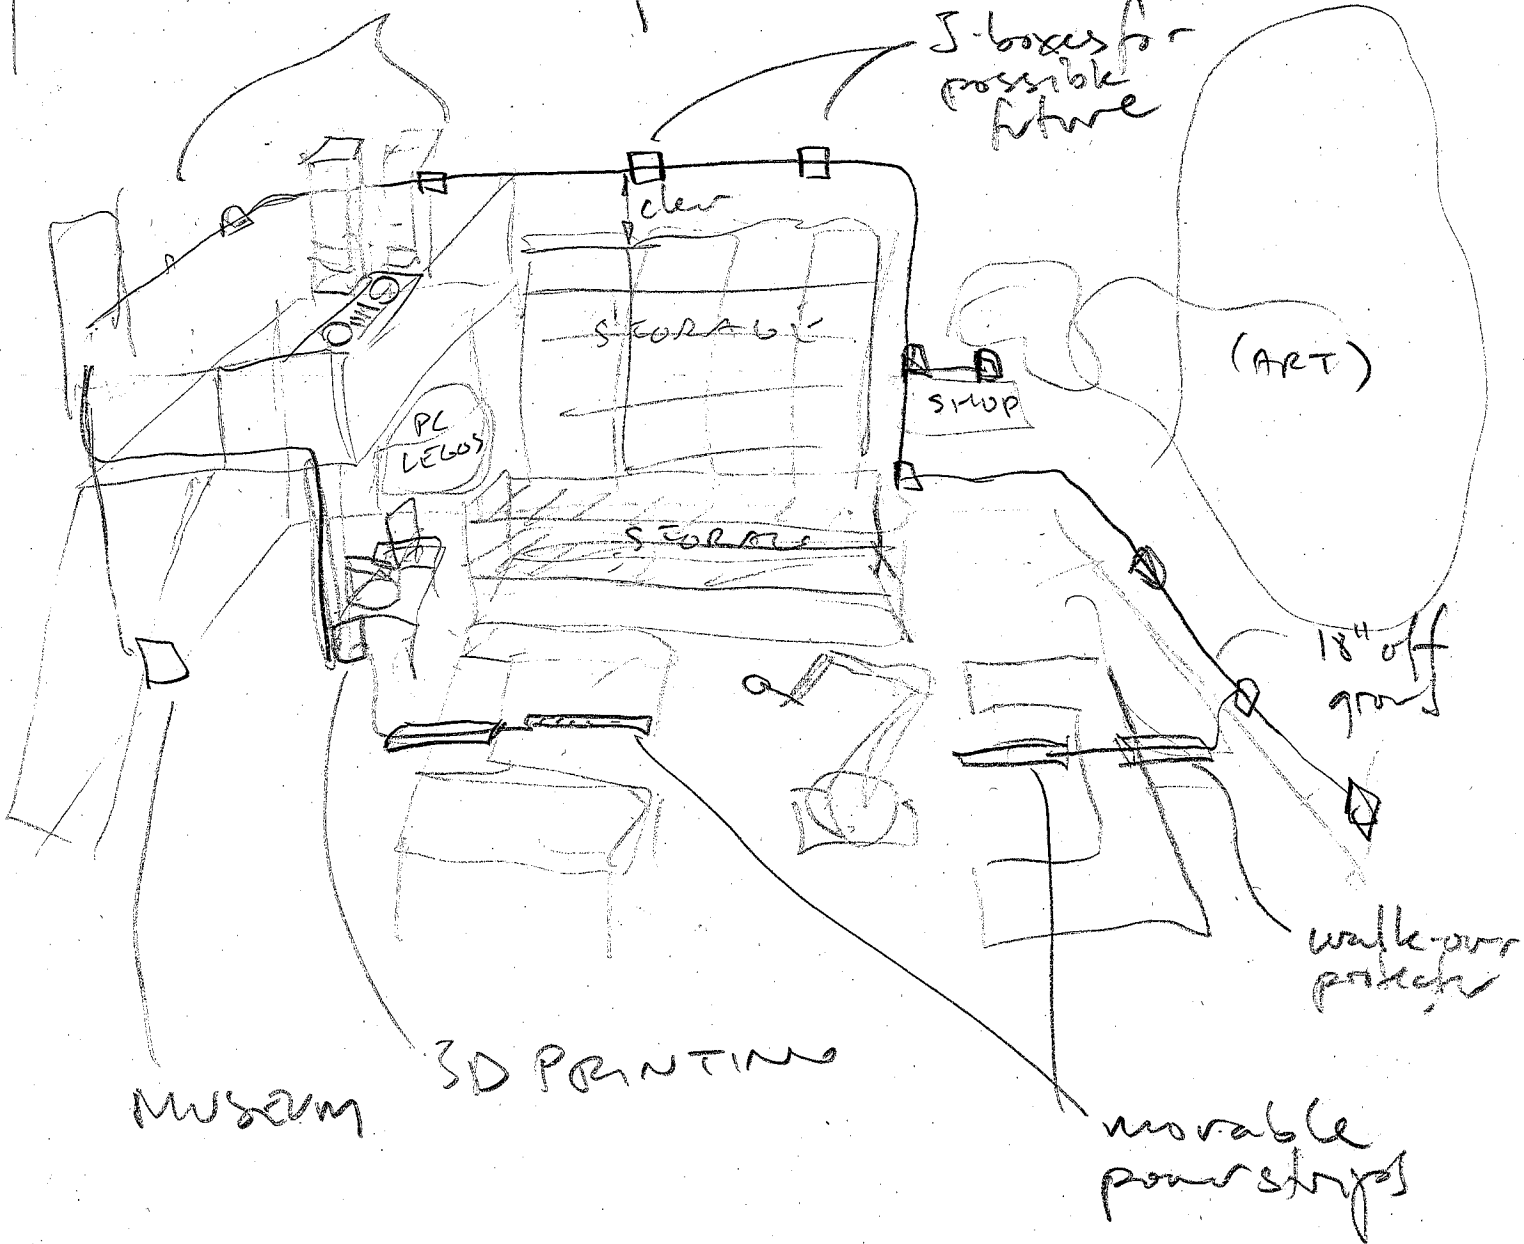 J-boxes for
possible
future
clear
STORAGE
(ART)
SHOP
PC
LEGOS
STORAGE
18" off
ground
walk-over
protector
3D PRINTING
MUSEUM
movable
power strips